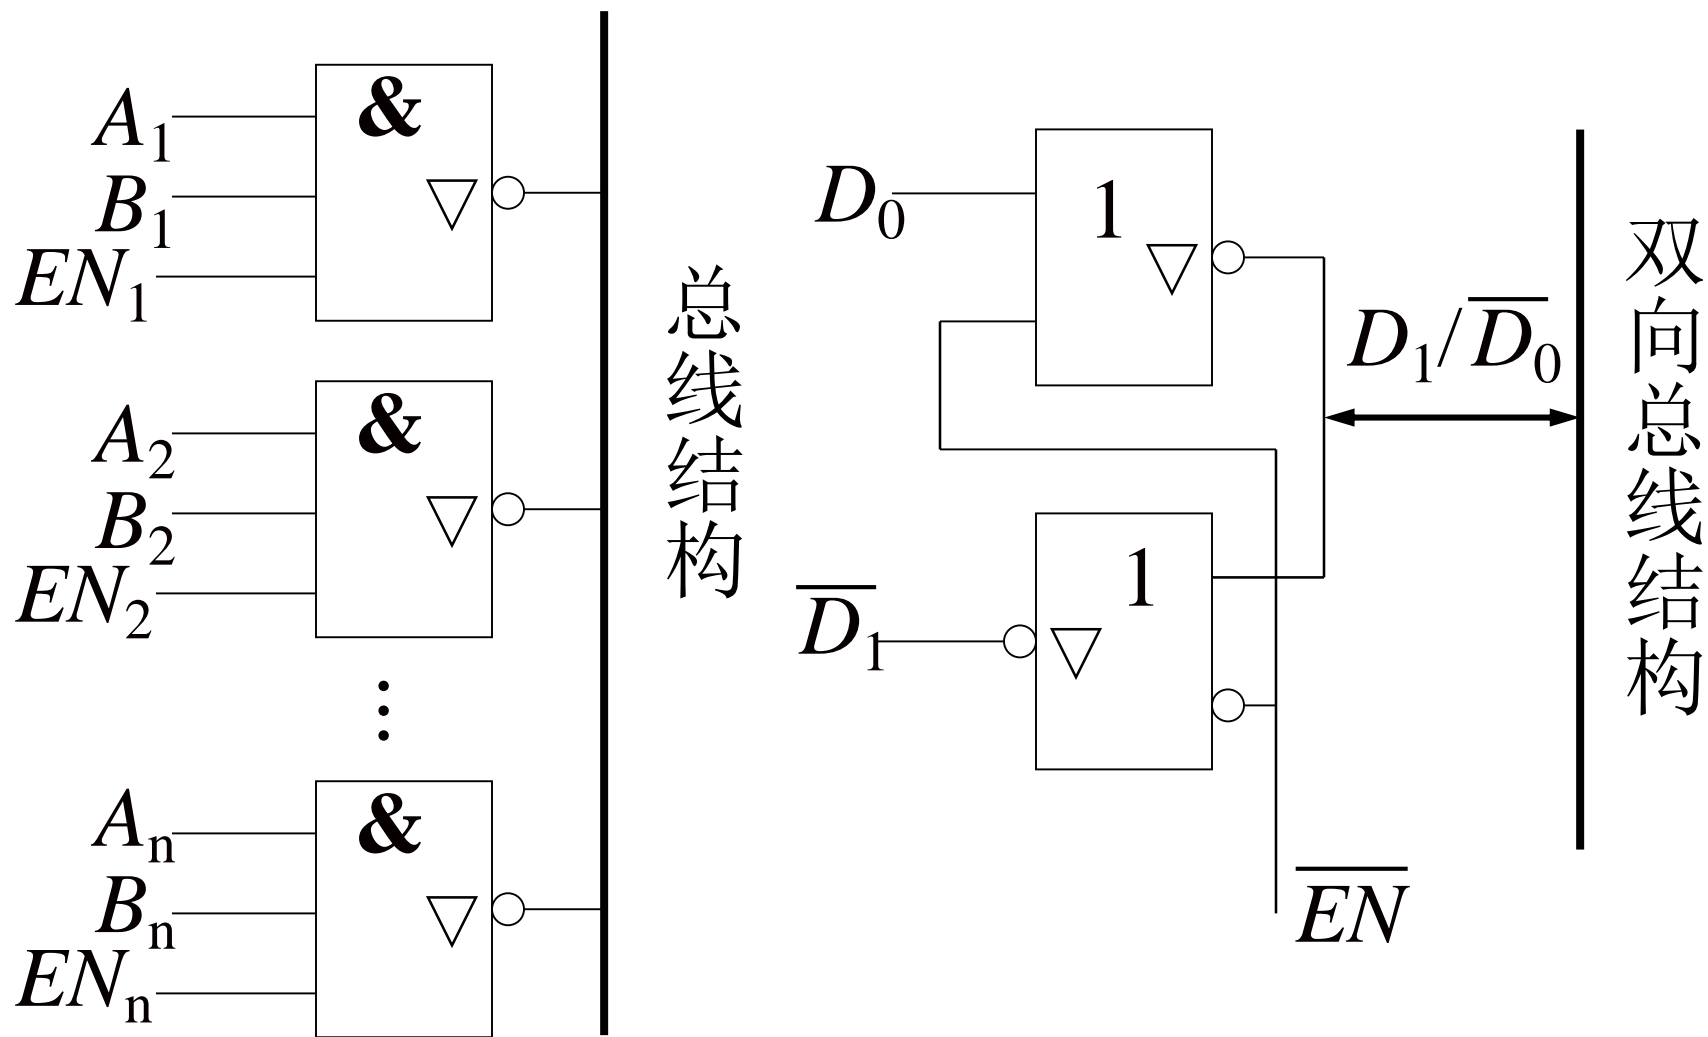 A₁
&
B₁
EN₁
A₂
&
B₂
EN₂
⋮
Aₙ
&
Bₙ
ENₙ
总线结构
D₀
1
D̅₁
1
D₁/D̅₀
E̅N̅
双向总线结构